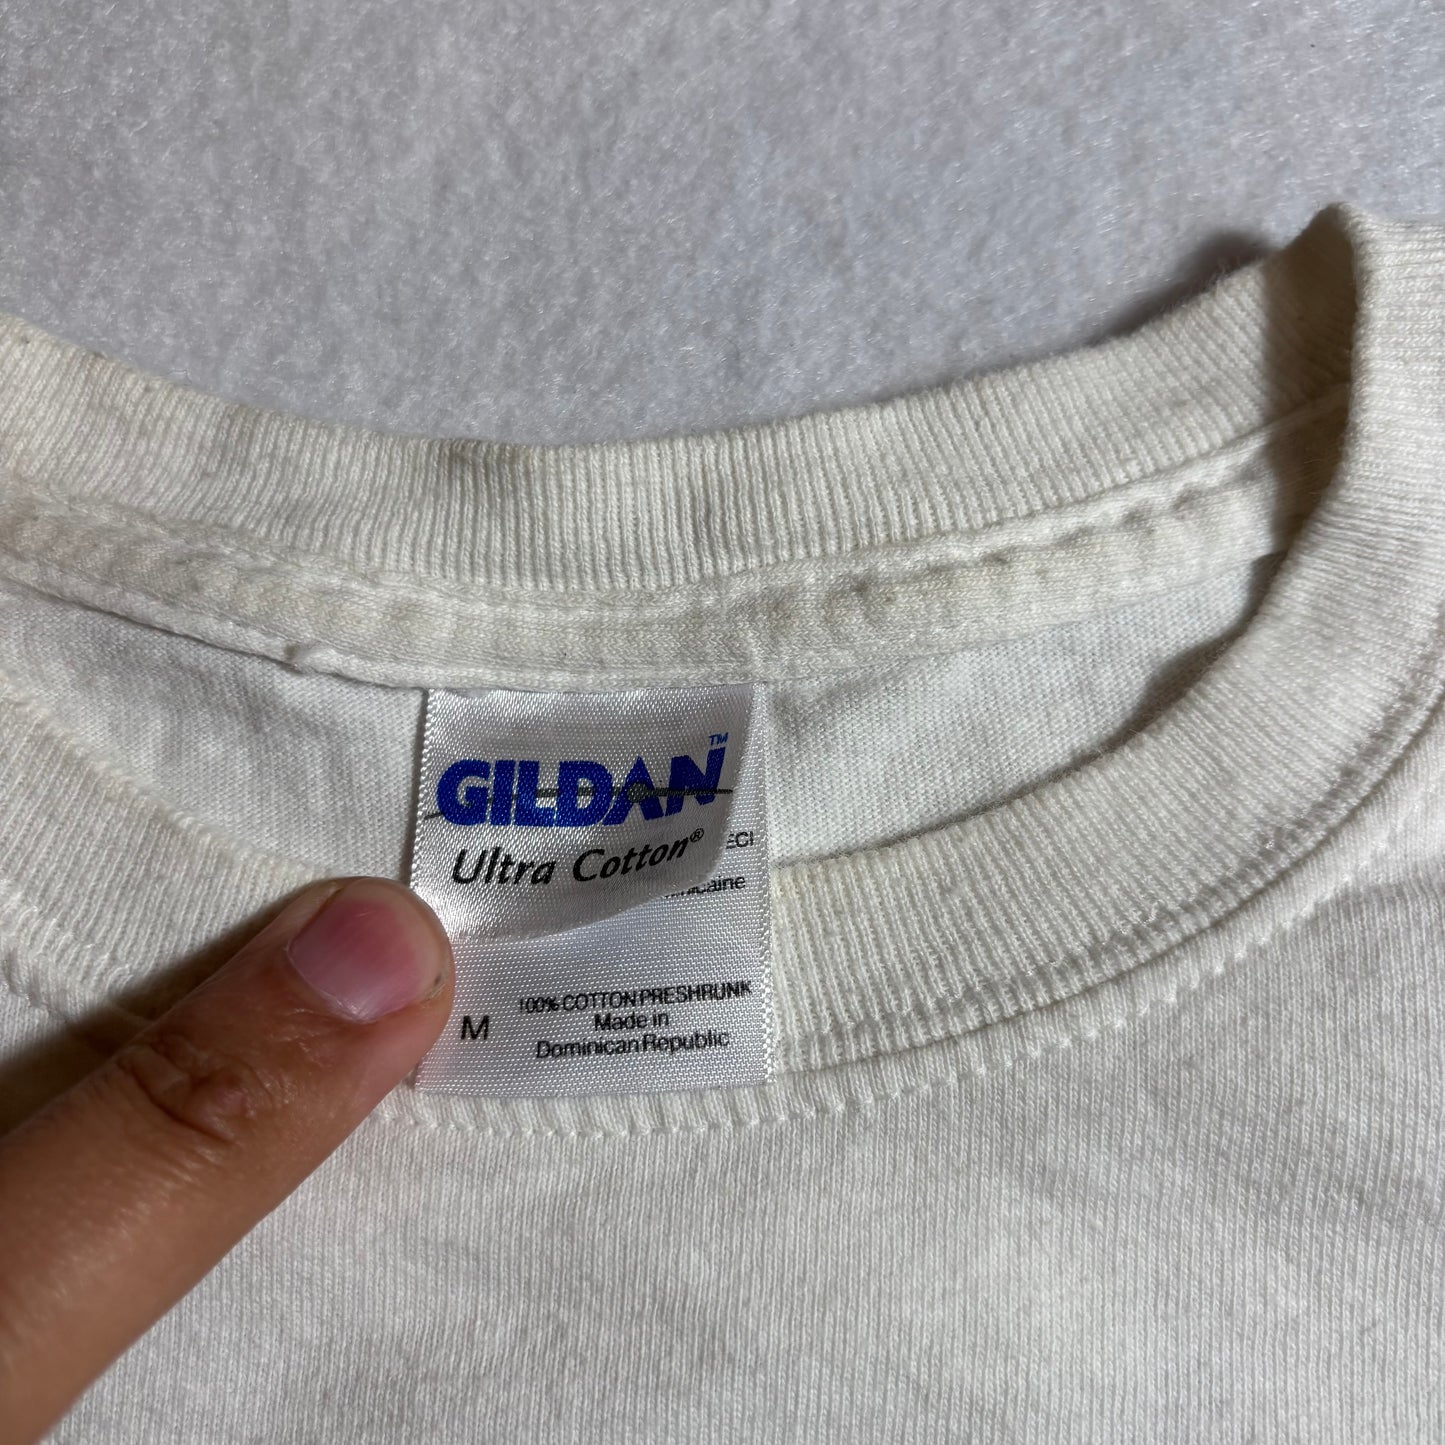 GILDAN™
Ultra Cotton®
M
100% COTTON PRESHRUNK
Made in
Dominican Republic